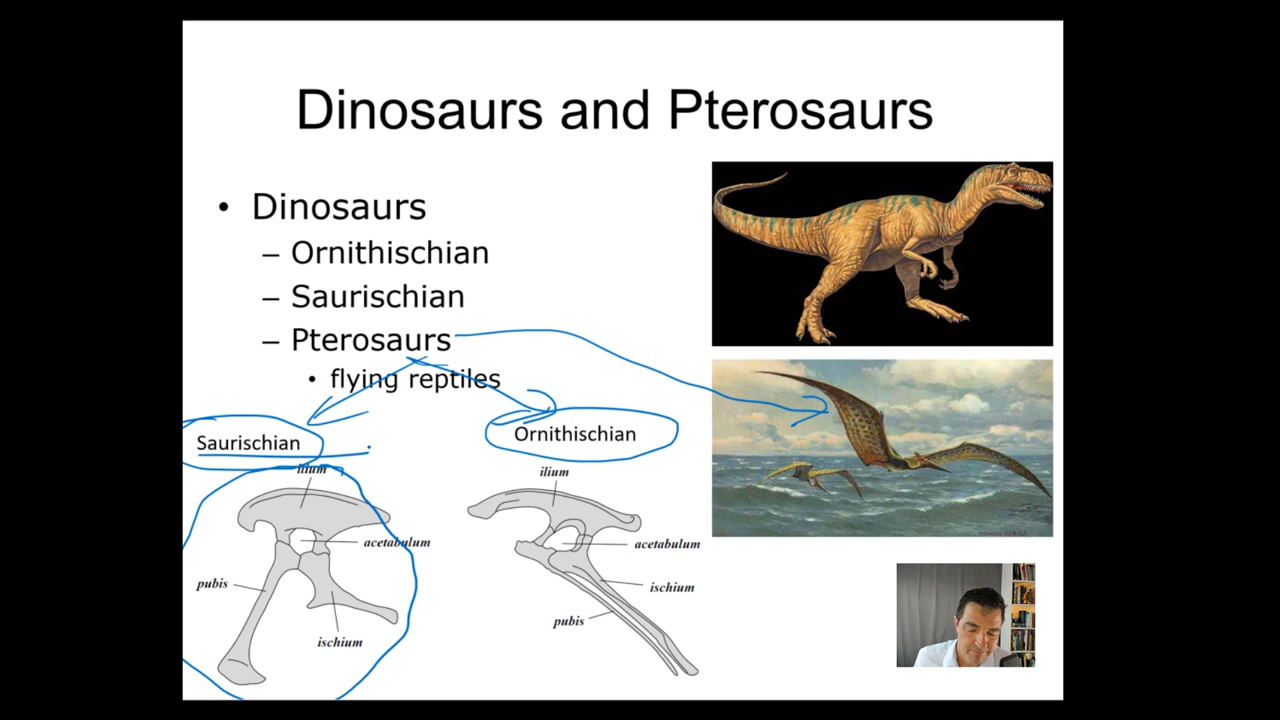 Dinosaurs and Pterosaurs
• Dinosaurs
– Ornithischian
– Saurischian
– Pterosaurs
• flying reptiles
Saurischian
ilium
acetabulum
pubis
ischium
Ornithischian
ilium
acetabulum
ischium
pubis